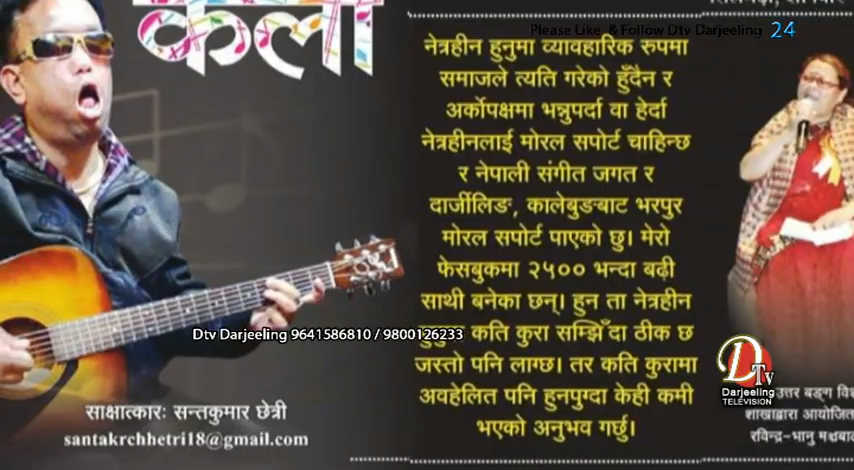 कला
Please Like & Follow Dtv Darjeeling 24
नेत्रहीन हुनुमा व्यावहारिक रुपमा
समाजले त्यति गरेको हुँदैन र
अर्कोपक्षमा भन्नुपर्दा वा हेर्दा
नेत्रहीनलाई मोरल सपोर्ट चाहिन्छ
र नेपाली संगीत जगत र
दार्जीलिङ, कालेबुङबाट भरपुर
मोरल सपोर्ट पाएको छु। मेरो
फेसबुकमा २५०० भन्दा बढी
साथी बनेका छन्। हुन ता नेत्रहीन
कति कुरा सम्झिँदा ठीक छ
जस्तो पनि लाग्छ। तर कति कुरामा
अवहेलित पनि हुनपुग्दा केही कमी
भएको अनुभव गर्छु।
Dtv Darjeeling 9641586810 / 9800126233
साक्षात्कारः सन्तकुमार छेत्री
santakrchhetri18@gmail.com
DTv
Darjeeling
TELEVISION
उत्तर बङ्ग
शाखाद्वारा आयोजित
रविन्द्र-भानु